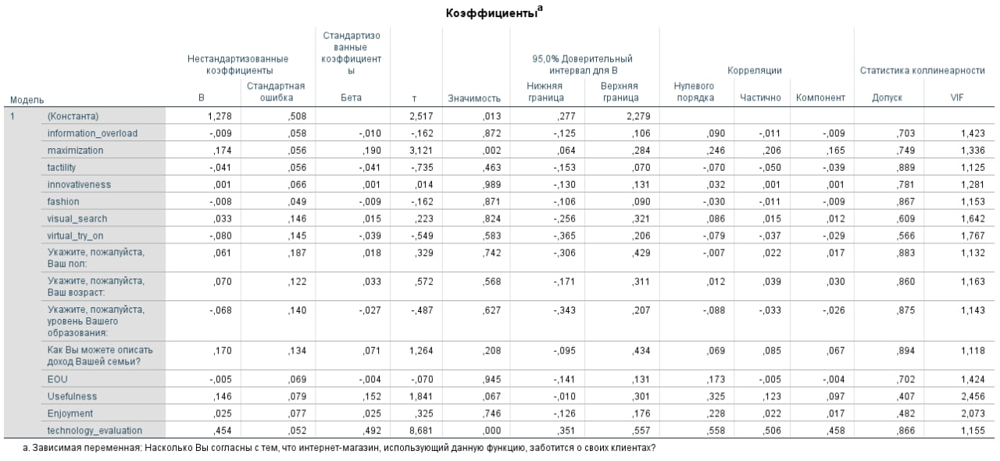 Коэффициентыa
Модель Нестандартизованные коэффициенты Стандартизо ванные коэффициент ы т Значимость 95,0% Доверительный интервал для B Корреляции Статистика коллинеарности
B Стандартная ошибка Бета Нижняя граница Верхняя граница Нулевого порядка Частично Компонент Допуск VIF
1 (Константа) 1,278 ,508 2,517 ,013 ,277 2,279
information_overload -,009 ,058 -,010 -,162 ,872 -,125 ,106 ,090 -,011 -,009 ,703 1,423
maximization ,174 ,056 ,190 3,121 ,002 ,064 ,284 ,246 ,206 ,165 ,749 1,336
tactility -,041 ,056 -,041 -,735 ,463 -,153 ,070 -,070 -,050 -,039 ,889 1,125
innovativeness ,001 ,066 ,001 ,014 ,989 -,130 ,131 ,032 ,001 ,001 ,781 1,281
fashion -,008 ,049 -,009 -,162 ,871 -,106 ,090 -,030 -,011 -,009 ,867 1,153
visual_search ,033 ,146 ,015 ,223 ,824 -,256 ,321 ,086 ,015 ,012 ,609 1,642
virtual_try_on -,080 ,145 -,039 -,549 ,583 -,365 ,206 -,079 -,037 -,029 ,566 1,767
Укажите, пожалуйста,
Ваш пол: ,061 ,187 ,018 ,329 ,742 -,306 ,429 -,007 ,022 ,017 ,883 1,132
Укажите, пожалуйста,
Ваш возраст: ,070 ,122 ,033 ,572 ,568 -,171 ,311 ,012 ,039 ,030 ,860 1,163
Укажите, пожалуйста,
уровень Вашего
образования: -,068 ,140 -,027 -,487 ,627 -,343 ,207 -,088 -,033 -,026 ,875 1,143
Как Вы можете описать
доход Вашей семьи? ,170 ,134 ,071 1,264 ,208 -,095 ,434 ,069 ,085 ,067 ,894 1,118
EOU -,005 ,069 -,004 -,070 ,945 -,141 ,131 ,173 -,005 -,004 ,702 1,424
Usefulness ,146 ,079 ,152 1,841 ,067 -,010 ,301 ,325 ,123 ,097 ,407 2,456
Enjoyment ,025 ,077 ,025 ,325 ,746 -,126 ,176 ,228 ,022 ,017 ,482 2,073
technology_evaluation ,454 ,052 ,492 8,681 ,000 ,351 ,557 ,558 ,506 ,458 ,866 1,155
a. Зависимая переменная: Насколько Вы согласны с тем, что интернет-магазин, использующий данную функцию, заботится о своих клиентах?